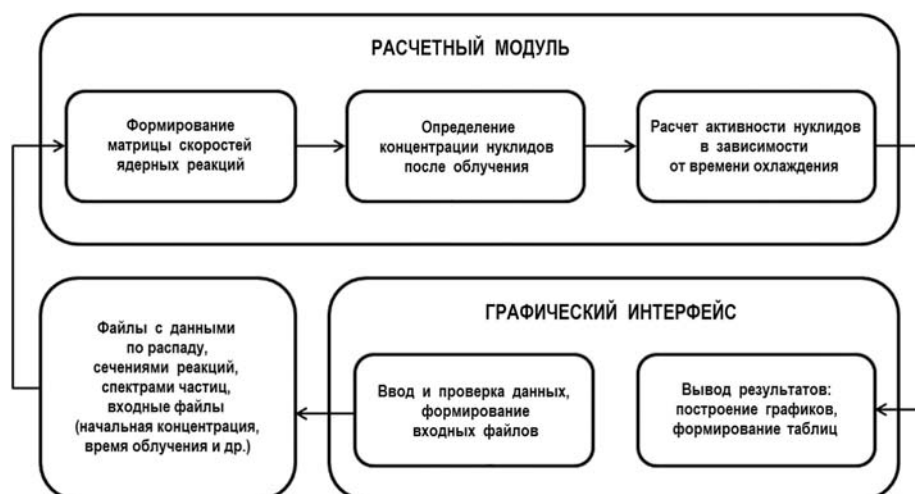 РАСЧЕТНЫЙ МОДУЛЬ
Формирование
матрицы скоростей
ядерных реакций
Определение
концентрации нуклидов
после облучения
Расчет активности нуклидов
в зависимости
от времени охлаждения
Файлы с данными
по распаду,
сечениями реакций,
спектрами частиц,
входные файлы
(начальная концентрация,
время облучения и др.)
ГРАФИЧЕСКИЙ ИНТЕРФЕЙС
Ввод и проверка данных,
формирование
входных файлов
Вывод результатов:
построение графиков,
формирование таблиц